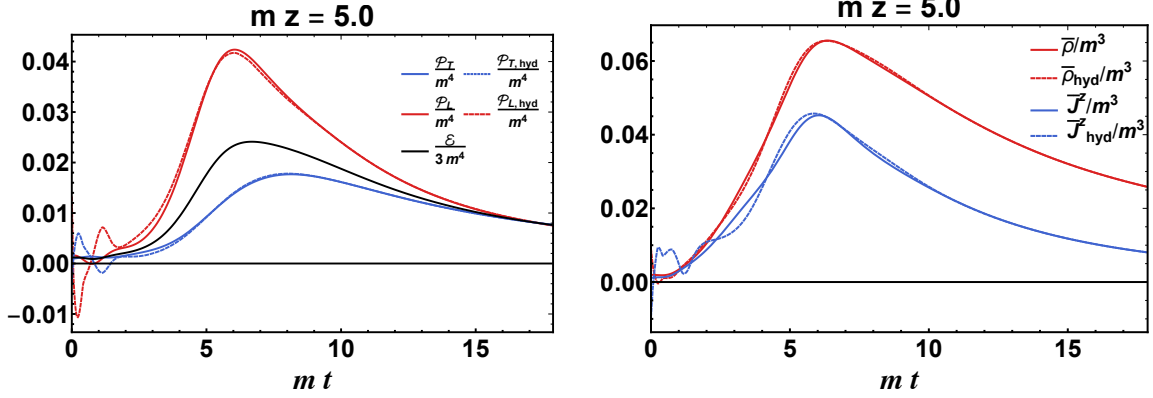 m z = 5.0
0.04
0.03
0.02
0.01
0.00
−0.01
0 5 10 15
m t
𝒫_T/m⁴ 𝒫_T,hyd/m⁴
𝒫_L/m⁴ 𝒫_L,hyd/m⁴
ℰ/3 m⁴
m z = 5.0
0.06
0.04
0.02
0.00
0 5 10 15
m t
ρ̅/m³
ρ̅_hyd/m³
J̅^z/m³
J̅^z_hyd/m³